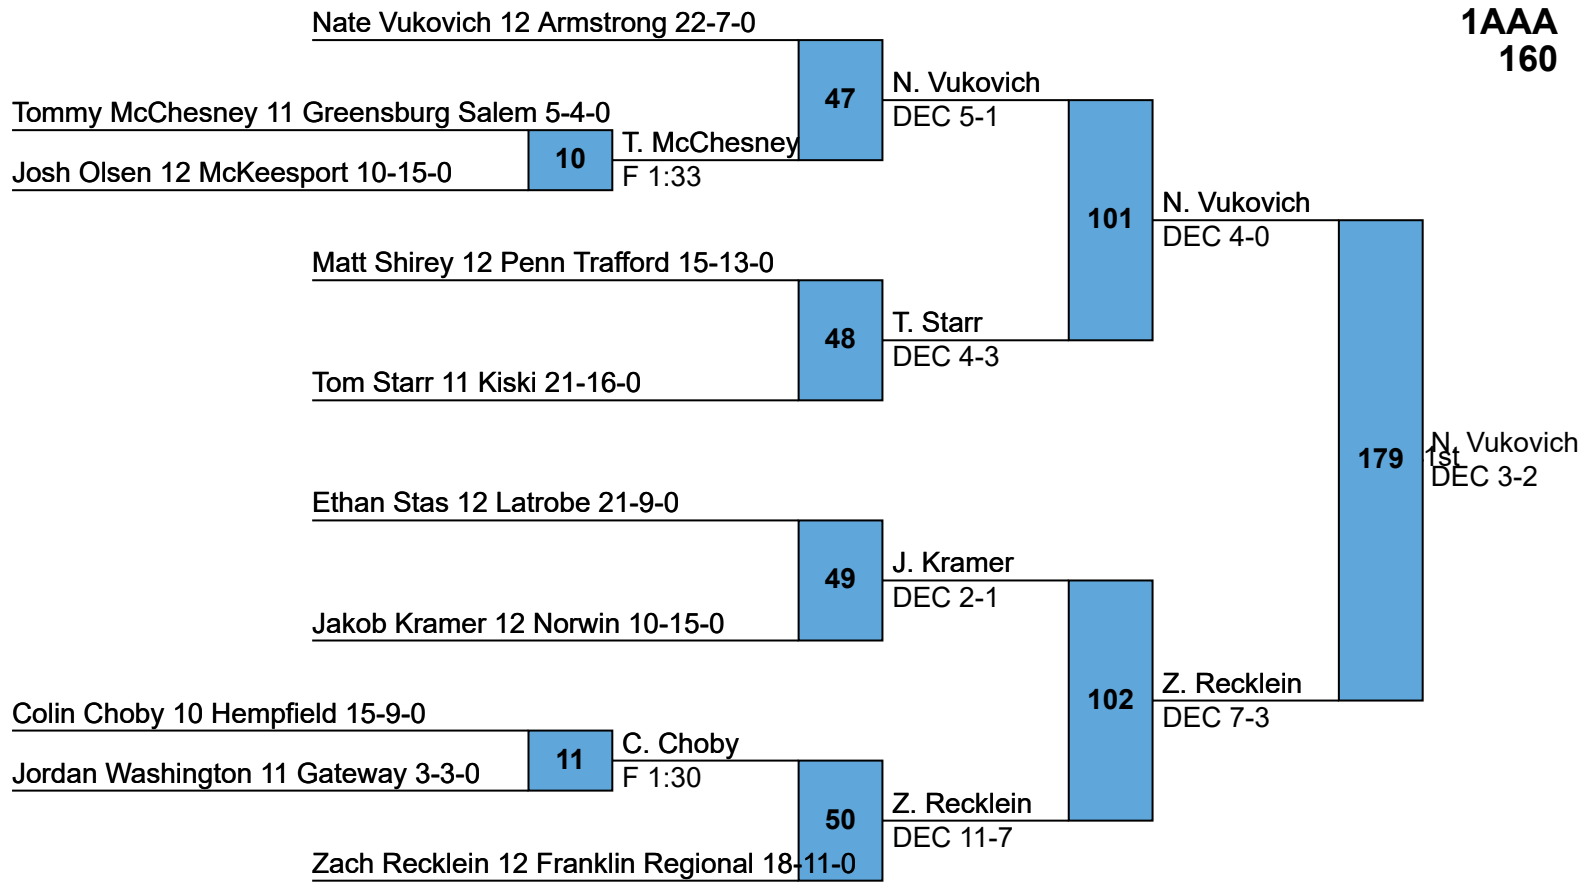 1AAA
160
Nate Vukovich 12 Armstrong 22-7-0
47
N. Vukovich
DEC 5-1
Tommy McChesney 11 Greensburg Salem 5-4-0
10
T. McChesney
F 1:33
Josh Olsen 12 McKeesport 10-15-0
101
N. Vukovich
DEC 4-0
Matt Shirey 12 Penn Trafford 15-13-0
48
T. Starr
DEC 4-3
Tom Starr 11 Kiski 21-16-0
179
N. Vukovich
1st
DEC 3-2
Ethan Stas 12 Latrobe 21-9-0
49
J. Kramer
DEC 2-1
Jakob Kramer 12 Norwin 10-15-0
102
Z. Recklein
DEC 7-3
Colin Choby 10 Hempfield 15-9-0
11
C. Choby
F 1:30
Jordan Washington 11 Gateway 3-3-0
50
Z. Recklein
DEC 11-7
Zach Recklein 12 Franklin Regional 18-11-0